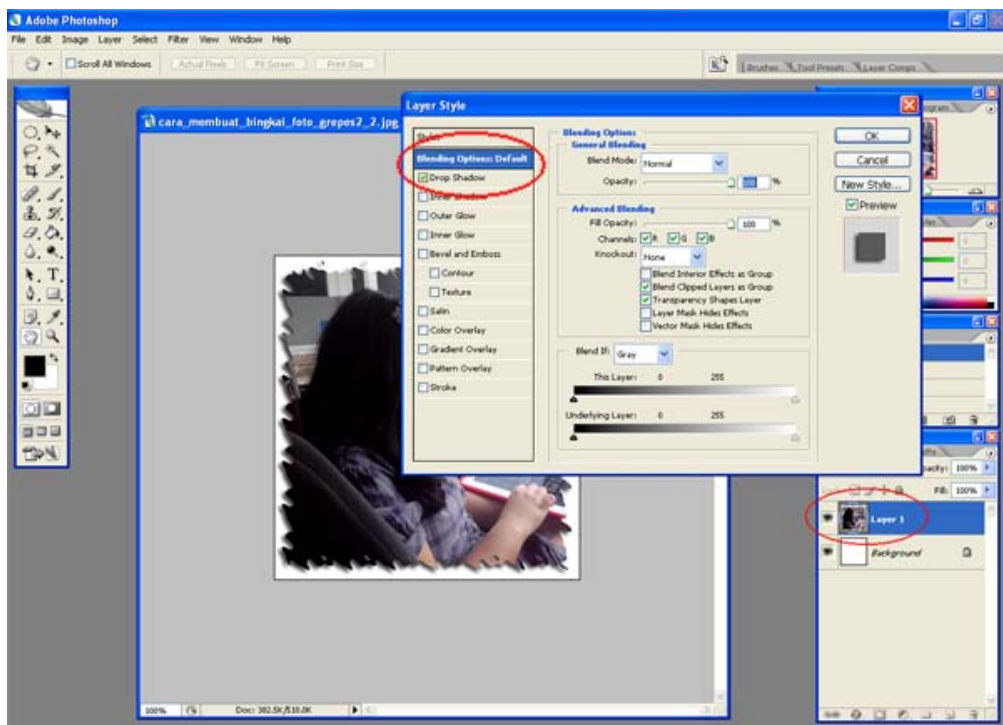 Adobe Photoshop
File Edit Image Layer Select Filter View Window Help
Scroll All Windows Actual Pixels Fit Screen Print Size
Brushes Tool Presets Layer Comps
cara_membuat_bingkai_foto_grepes2_2.jpg
Layer Style
Styles
Blending Options: Default
Drop Shadow
Inner Shadow
Outer Glow
Inner Glow
Bevel and Emboss
Contour
Texture
Satin
Color Overlay
Gradient Overlay
Pattern Overlay
Stroke
Blending Options
General Blending
Blend Mode: Normal
Opacity: 100 %
Advanced Blending
Fill Opacity: 100 %
Channels: R G B
Knockout: None
Blend Interior Effects as Group
Blend Clipped Layers as Group
Transparency Shapes Layer
Layer Mask Hides Effects
Vector Mask Hides Effects
Blend If: Gray
This Layer: 0 255
Underlying Layer: 0 255
OK
Cancel
New Style...
Preview
100%
Fill: 100%
Layer 1
Background
100% Doc: 302.5K/510.0K